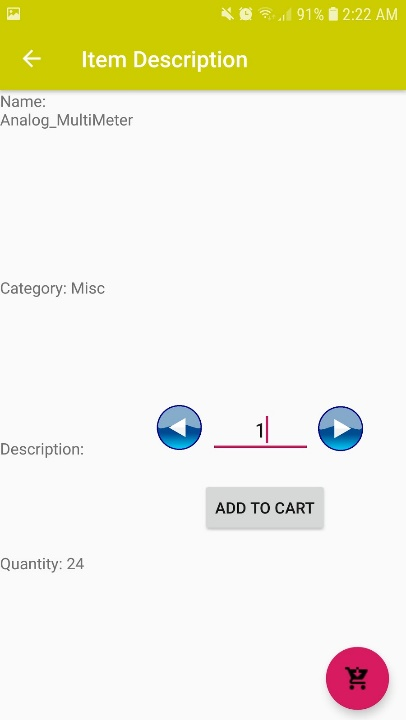 91% 2:22 AM
Item Description
Name:
Analog_MultiMeter
Category: Misc
1
Description:
ADD TO CART
Quantity: 24